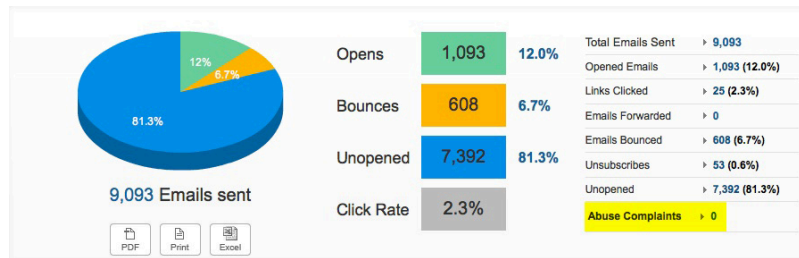 12%
6.7%
81.3%
9,093 Emails sent
PDF
Print
Excel
Opens 1,093 12.0%
Bounces 608 6.7%
Unopened 7,392 81.3%
Click Rate 2.3%
Total Emails Sent 9,093
Opened Emails 1,093 (12.0%)
Links Clicked 25 (2.3%)
Emails Forwarded 0
Emails Bounced 608 (6.7%)
Unsubscribes 53 (0.6%)
Unopened 7,392 (81.3%)
Abuse Complaints 0